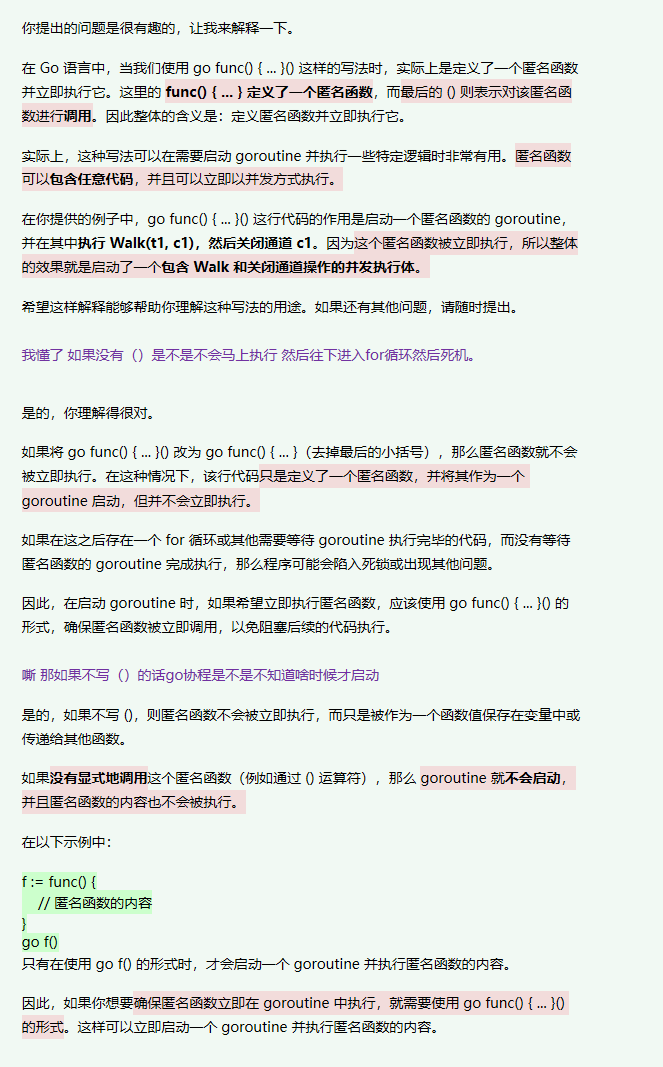 你提出的问题是很有趣的，让我来解释一下。
在 Go 语言中，当我们使用 go func() { ... }() 这样的写法时，实际上是定义了一个匿名函数
并立即执行它。这里的 func() { ... } 定义了一个匿名函数，而最后的 () 则表示对该匿名函
数进行调用。因此整体的含义是：定义匿名函数并立即执行它。
实际上，这种写法可以在需要启动 goroutine 并执行一些特定逻辑时非常有用。匿名函数
可以包含任意代码，并且可以立即以并发方式执行。
在你提供的例子中，go func() { ... }() 这行代码的作用是启动一个匿名函数的 goroutine，
并在其中执行 Walk(t1, c1)，然后关闭通道 c1。因为这个匿名函数被立即执行，所以整体
的效果就是启动了一个包含 Walk 和关闭通道操作的并发执行体。
希望这样解释能够帮助你理解这种写法的用途。如果还有其他问题，请随时提出。
我懂了 如果没有（）是不是不会马上执行 然后往下进入for循环然后死机。
是的，你理解得很对。
如果将 go func() { ... }() 改为 go func() { ... }（去掉最后的小括号），那么匿名函数就不会
被立即执行。在这种情况下，该行代码只是定义了一个匿名函数，并将其作为一个
goroutine 启动，但并不会立即执行。
如果在这之后存在一个 for 循环或其他需要等待 goroutine 执行完毕的代码，而没有等待
匿名函数的 goroutine 完成执行，那么程序可能会陷入死锁或出现其他问题。
因此，在启动 goroutine 时，如果希望立即执行匿名函数，应该使用 go func() { ... }() 的
形式，确保匿名函数被立即调用，以免阻塞后续的代码执行。
嘶 那如果不写（）的话go协程是不是不知道啥时候才启动
是的，如果不写 ()，则匿名函数不会被立即执行，而只是被作为一个函数值保存在变量中或
传递给其他函数。
如果没有显式地调用这个匿名函数（例如通过 () 运算符），那么 goroutine 就不会启动，
并且匿名函数的内容也不会被执行。
在以下示例中：
f := func() {
// 匿名函数的内容
}
go f()
只有在使用 go f() 的形式时，才会启动一个 goroutine 并执行匿名函数的内容。
因此，如果你想要确保匿名函数立即在 goroutine 中执行，就需要使用 go func() { ... }()
的形式。这样可以立即启动一个 goroutine 并执行匿名函数的内容。